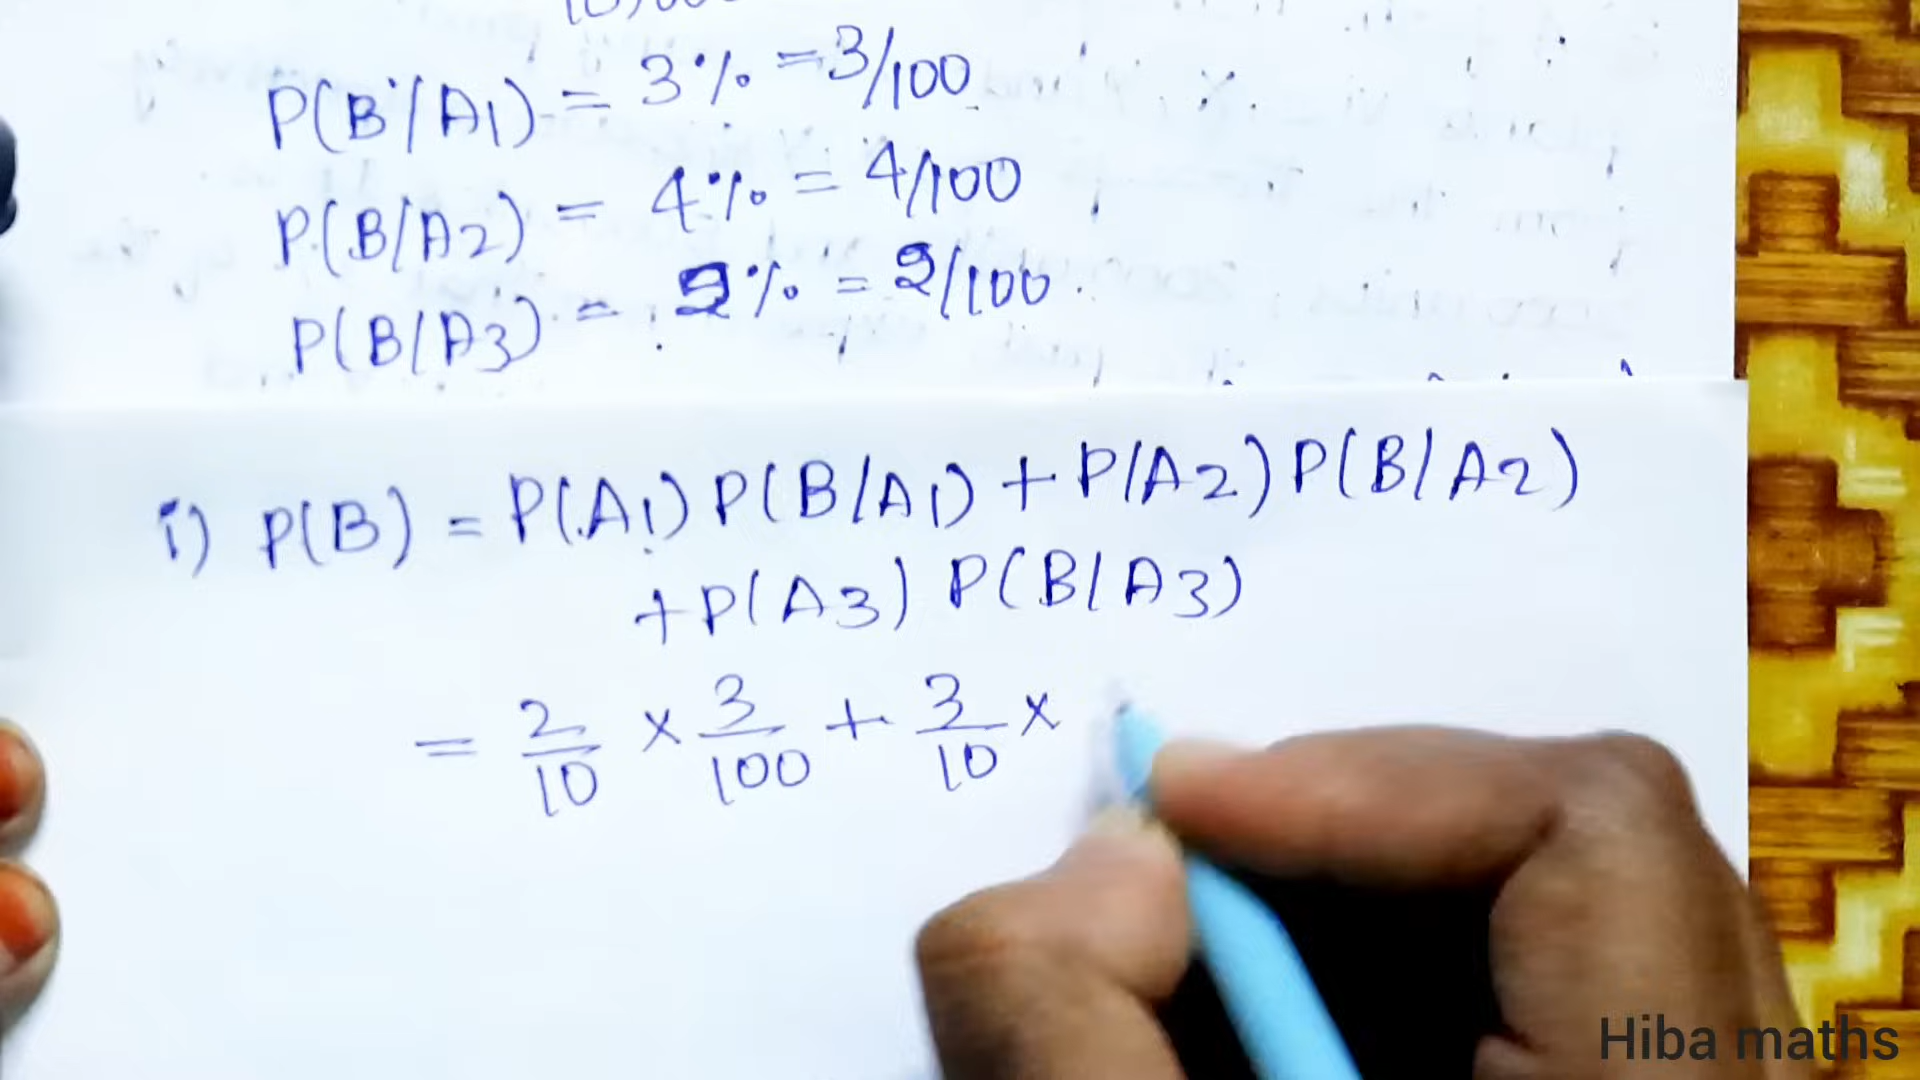 P(B/A1) = 3% = 3/100
P(B/A2) = 4% = 4/100
P(B/A3) = 2% = 2/100
i) P(B) = P(A1) P(B/A1) + P(A2) P(B/A2)
+ P(A3) P(B/A3)
= 2/10 × 3/100 + 3/10 ×
Hiba maths